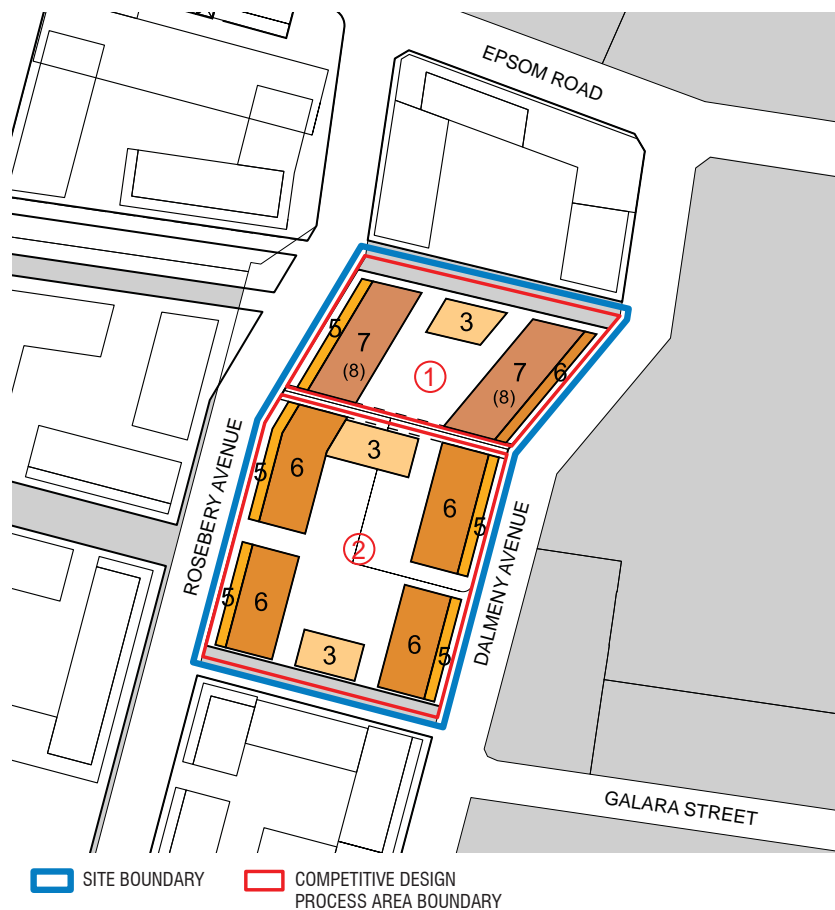 EPSOM ROAD
3
5
7
(8)
7
(8)
6
1
3
5
6
6
5
2
ROSEBERY AVENUE
DALMENY AVENUE
5
6
6
5
3
GALARA STREET
SITE BOUNDARY
COMPETITIVE DESIGN
PROCESS AREA BOUNDARY